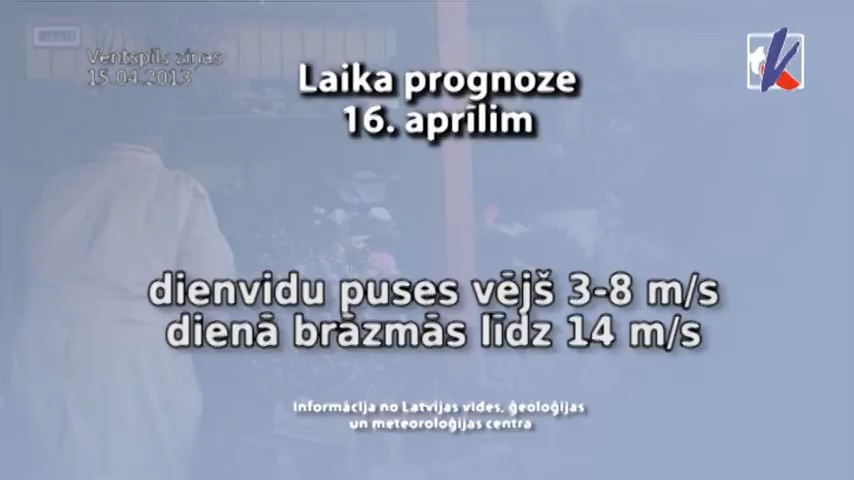 Ventspils ziņas
15.04.2013
Laika prognoze
16. aprīlim
dienvidu puses vējš 3-8 m/s
dienā brāzmās līdz 14 m/s
Informācija no Latvijas vides, ģeoloģijas
un meteoroloģijas centra